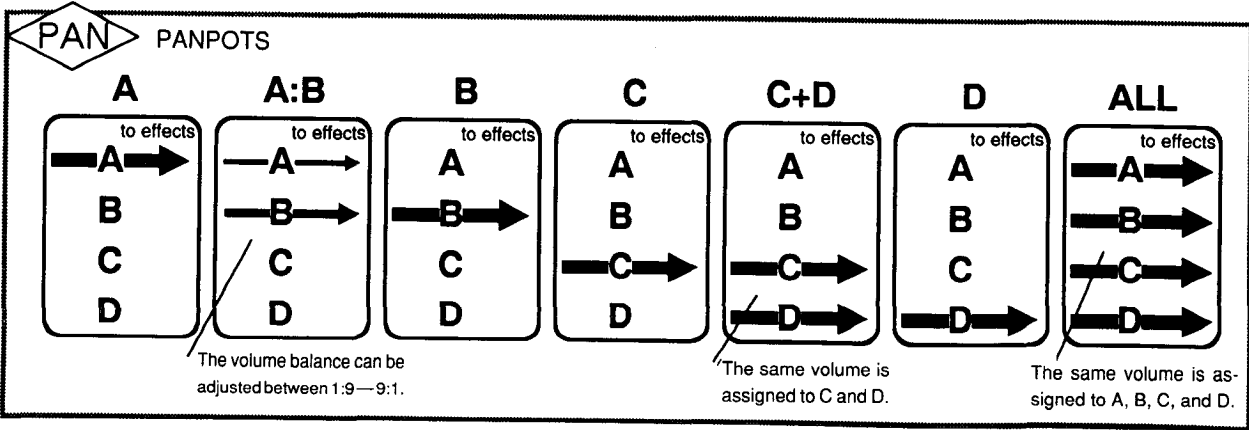 PAN PANPOTS
A A:B B C C+D D ALL
to effects to effects to effects to effects to effects to effects to effects
A A A A A A A
B B B B B B B
C C C C C C C
D D D D D D D
The volume balance can be
adjusted between 1:9—9:1.
The same volume is
assigned to C and D.
The same volume is as-
signed to A, B, C, and D.